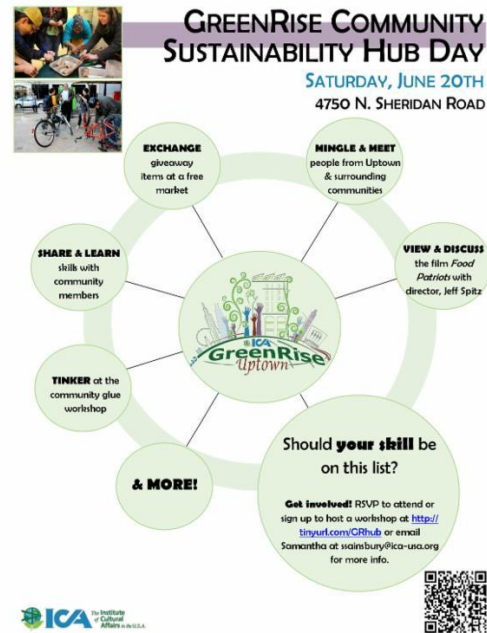 GREENRISE COMMUNITY
SUSTAINABILITY HUB DAY
SATURDAY, JUNE 20TH
4750 N. SHERIDAN ROAD
EXCHANGE
giveaway
items at a free
market
MINGLE & MEET
people from Uptown
& surrounding
communities
SHARE & LEARN
skills with
community
members
VIEW & DISCUSS
the film Food
Patriots with
director, Jeff Spitz
ICA
GreenRise
Uptown
TINKER at the
community glue
workshop
& MORE!
Should your skill be
on this list?
Get involved! RSVP to attend or
sign up to host a workshop at http://
tinyurl.com/GRhub or email
Samantha at ssainsbury@ica-usa.org
for more info.
ICA
The Institute
of Cultural
Affairs in the U.S.A.